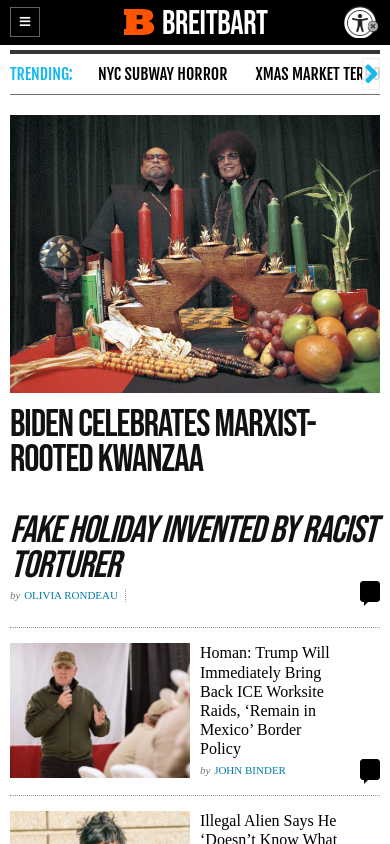 BREITBART
TRENDING: NYC SUBWAY HORROR XMAS MARKET TER
BIDEN CELEBRATES MARXIST-
ROOTED KWANZAA
FAKE HOLIDAY INVENTED BY RACIST
TORTURER
by OLIVIA RONDEAU
Homan: Trump Will
Immediately Bring
Back ICE Worksite
Raids, ‘Remain in
Mexico’ Border
Policy
by JOHN BINDER
Illegal Alien Says He
‘Doesn’t Know What